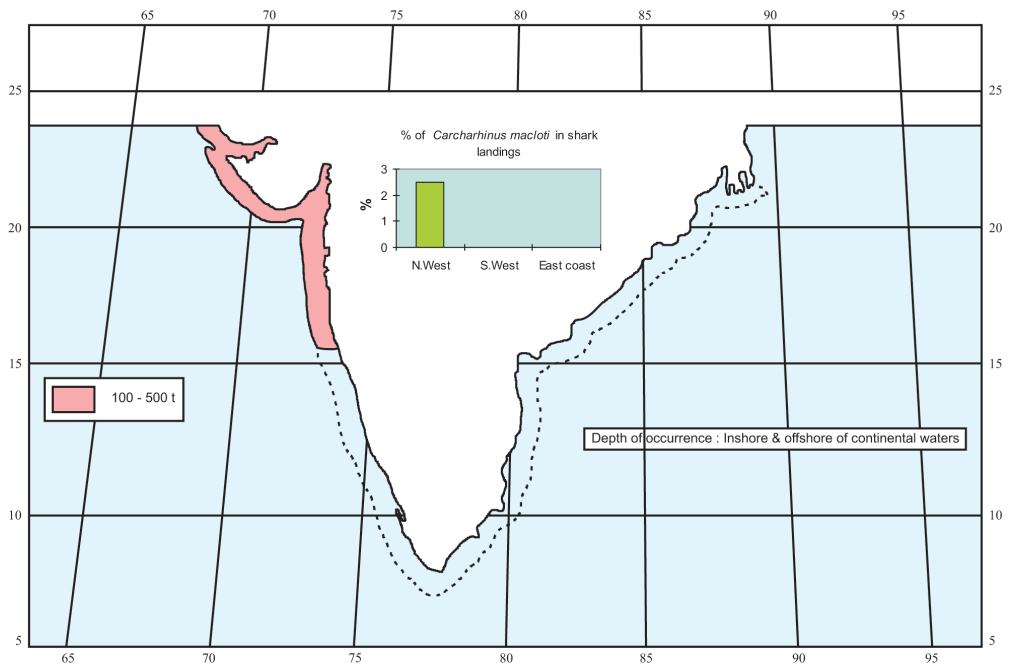 65 70 75 80 85 90 95
25 25
% of Carcharhinus macloti in shark
landings
3
2
1
0
%
N.West S.West East coast
20 20
15 15
100 - 500 t
Depth of occurrence : Inshore & offshore of continental waters
10 10
5 5
65 70 75 80 85 90 95